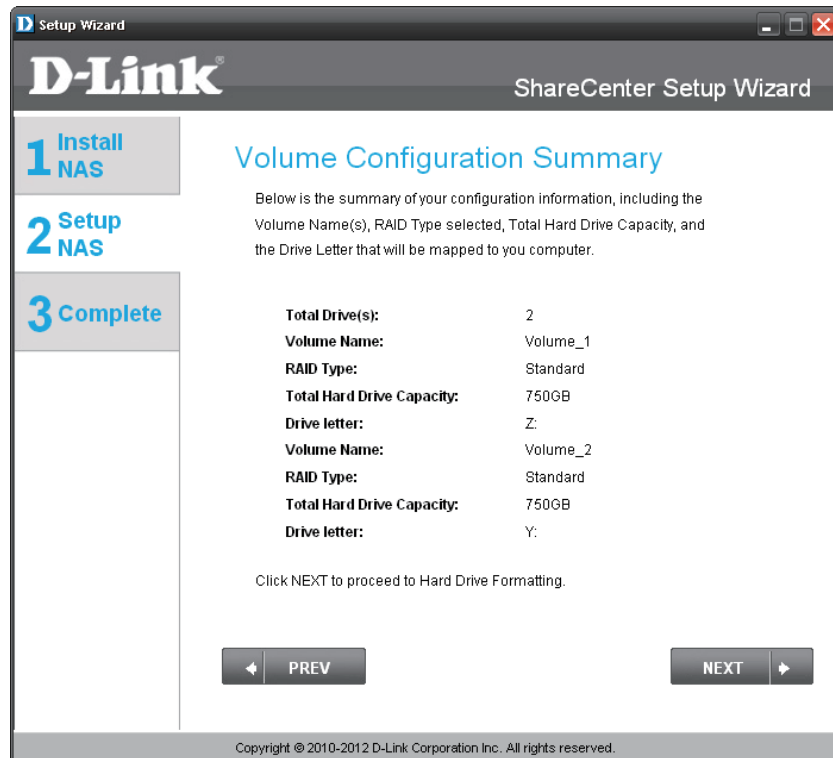 Setup Wizard
D-Link®
ShareCenter Setup Wizard
1 Install
NAS
2 Setup
NAS
3 Complete
Volume Configuration Summary
Below is the summary of your configuration information, including the
Volume Name(s), RAID Type selected, Total Hard Drive Capacity, and
the Drive Letter that will be mapped to you computer.
Total Drive(s): 2
Volume Name: Volume_1
RAID Type: Standard
Total Hard Drive Capacity: 750GB
Drive letter: Z:
Volume Name: Volume_2
RAID Type: Standard
Total Hard Drive Capacity: 750GB
Drive letter: Y:
Click NEXT to proceed to Hard Drive Formatting.
PREV
NEXT
Copyright © 2010-2012 D-Link Corporation Inc. All rights reserved.